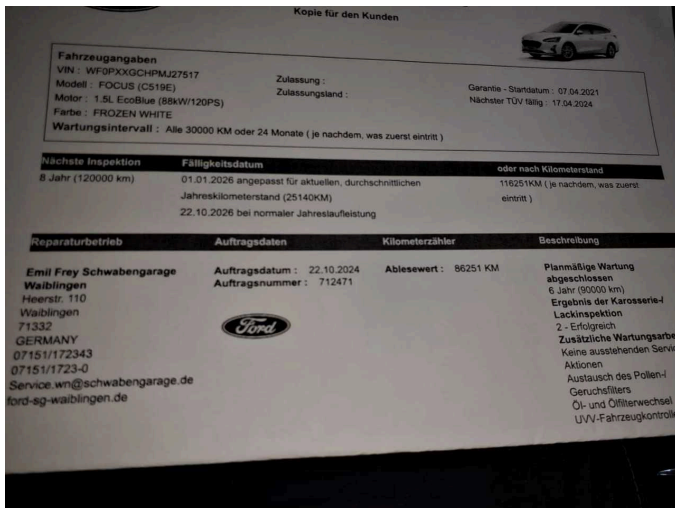 Kopie für den Kunden
Fahrzeugangaben
VIN : WF0PXXGCHPMJ27517
Modell : FOCUS (C519E)
Motor : 1.5L EcoBlue (88kW/120PS)
Farbe : FROZEN WHITE
Wartungsintervall : Alle 30000 KM oder 24 Monate ( je nachdem, was zuerst eintritt )
Zulassung :
Zulassungsland :
Garantie - Startdatum : 07.04.2021
Nächster TÜV fällig : 17.04.2024
Nächste Inspektion
Fälligkeitsdatum
oder nach Kilometerstand
8 Jahr (120000 km)
01.01.2026 angepasst für aktuellen, durchschnittlichen
Jahreskilometerstand (25140KM)
22.10.2026 bei normaler Jahreslaufleistung
116251KM ( je nachdem, was zuerst
eintritt )
Reparaturbetrieb
Auftragsdaten
Kilometerzähler
Beschreibung
Emil Frey Schwabengarage
Waiblingen
Heerstr. 110
Waiblingen
71332
GERMANY
07151/172343
07151/1723-0
Service.wn@schwabengarage.de
ford-sg-waiblingen.de
Auftragsdatum : 22.10.2024
Auftragsnummer : 712471
Ford
Ablesewert : 86251 KM
Planmäßige Wartung
abgeschlossen
6 Jahr (90000 km)
Ergebnis der Karosserie-/
Lackinspektion
2 - Erfolgreich
Zusätzliche Wartungsarbe
Keine ausstehenden Servi
Aktionen
Austausch des Pollen-/
Geruchsfilters
Öl- und Ölfilterwechsel
UVV-Fahrzeugkontroll